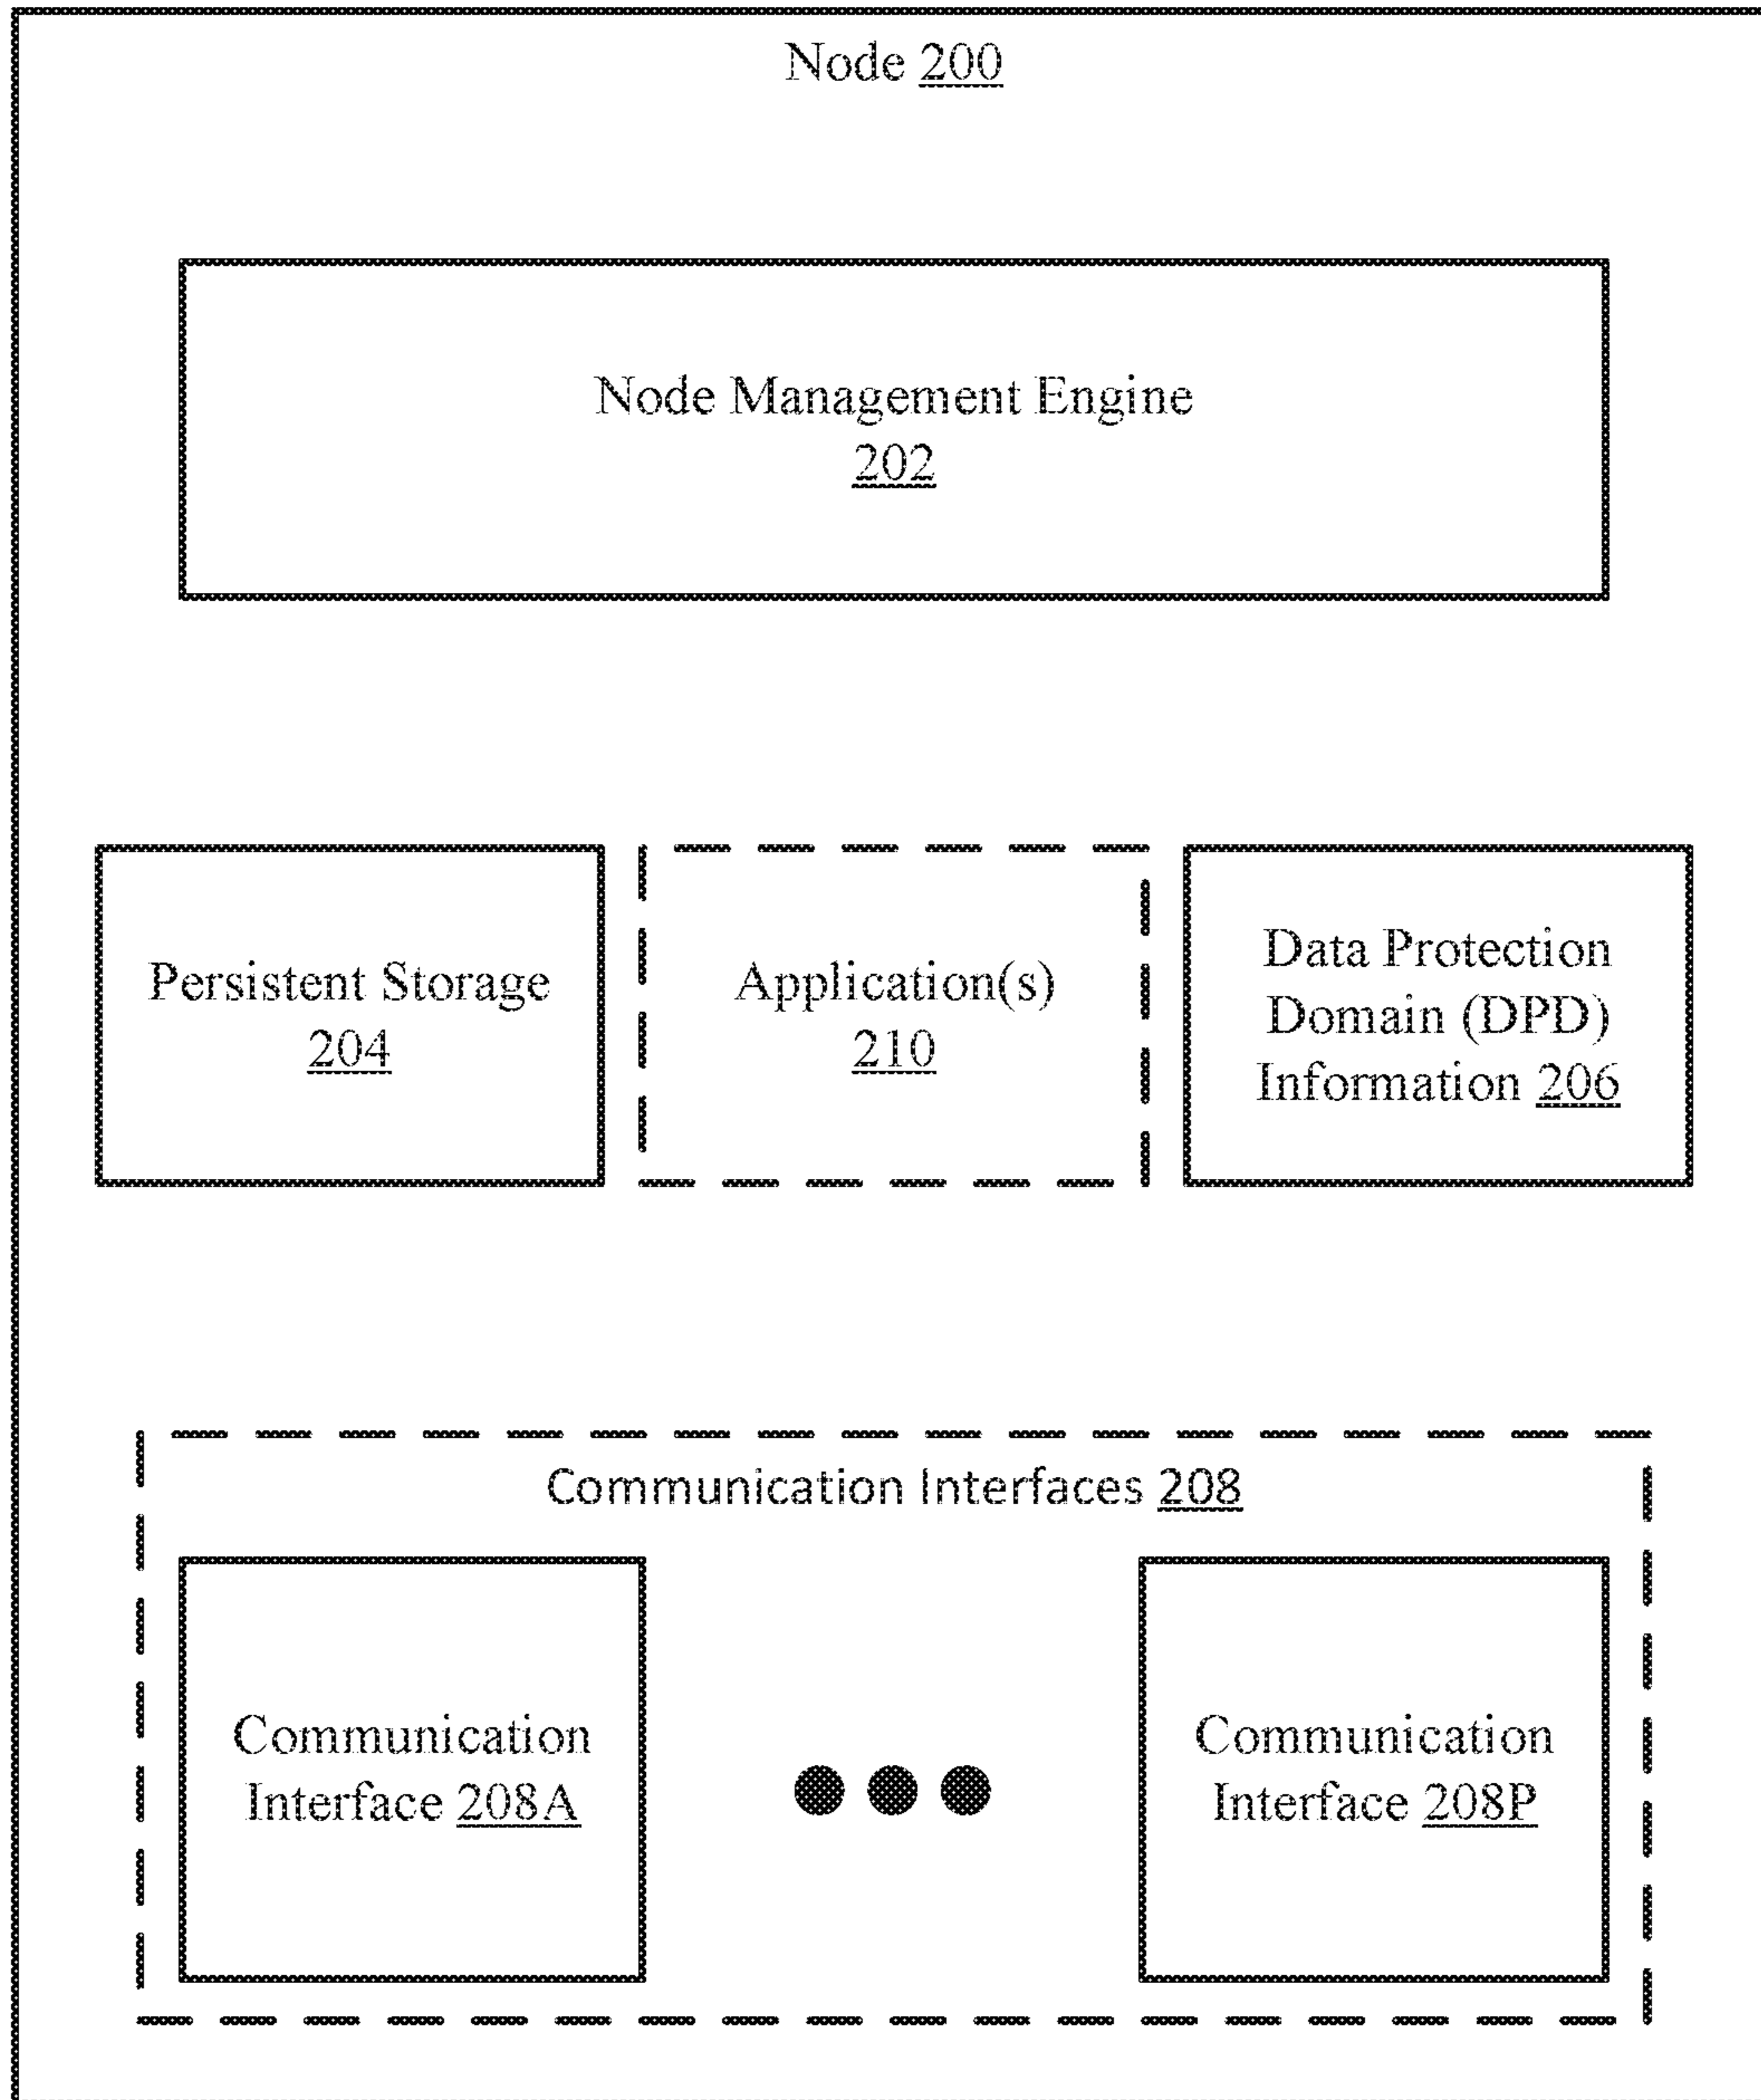 Node 200
Node Management Engine
202
Persistent Storage
204
Application(s)
210
Data Protection
Domain (DPD)
Information 206
Communication Interfaces 208
Communication
Interface 208A
Communication
Interface 208P